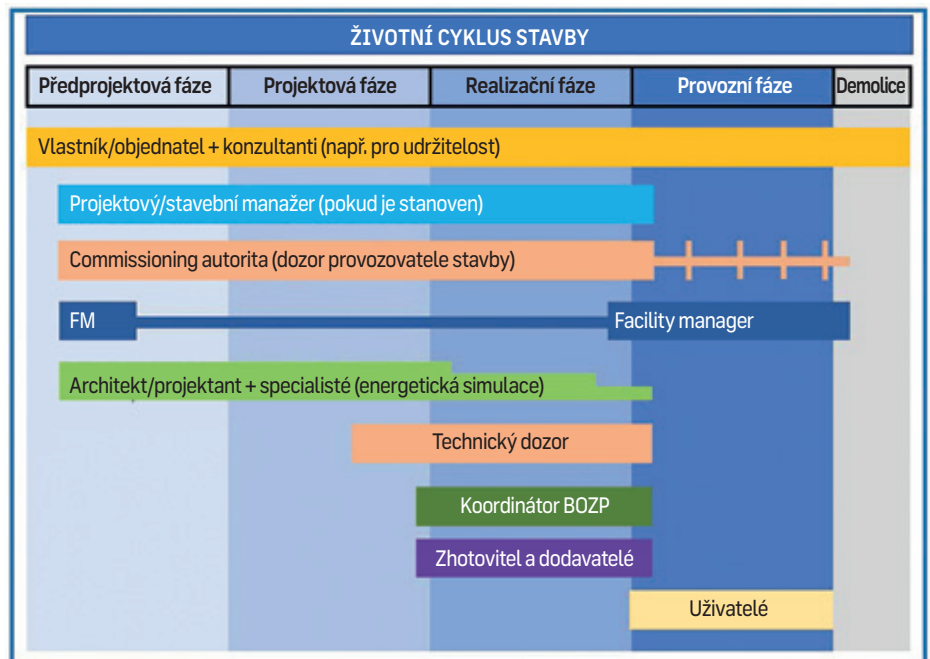 ŽIVOTNÍ CYKLUS STAVBY
Předprojektová fáze
Projektová fáze
Realizační fáze
Provozní fáze
Demolice
Vlastník/objednatel + konzultanti (např. pro udržitelost)
Projektový/stavební manažer (pokud je stanoven)
Commissioning autorita (dozor provozovatele stavby)
FM
Facility manager
Architekt/projektant + specialisté (energetická simulace)
Technický dozor
Koordinátor BOZP
Zhotovitel a dodavatelé
Uživatelé